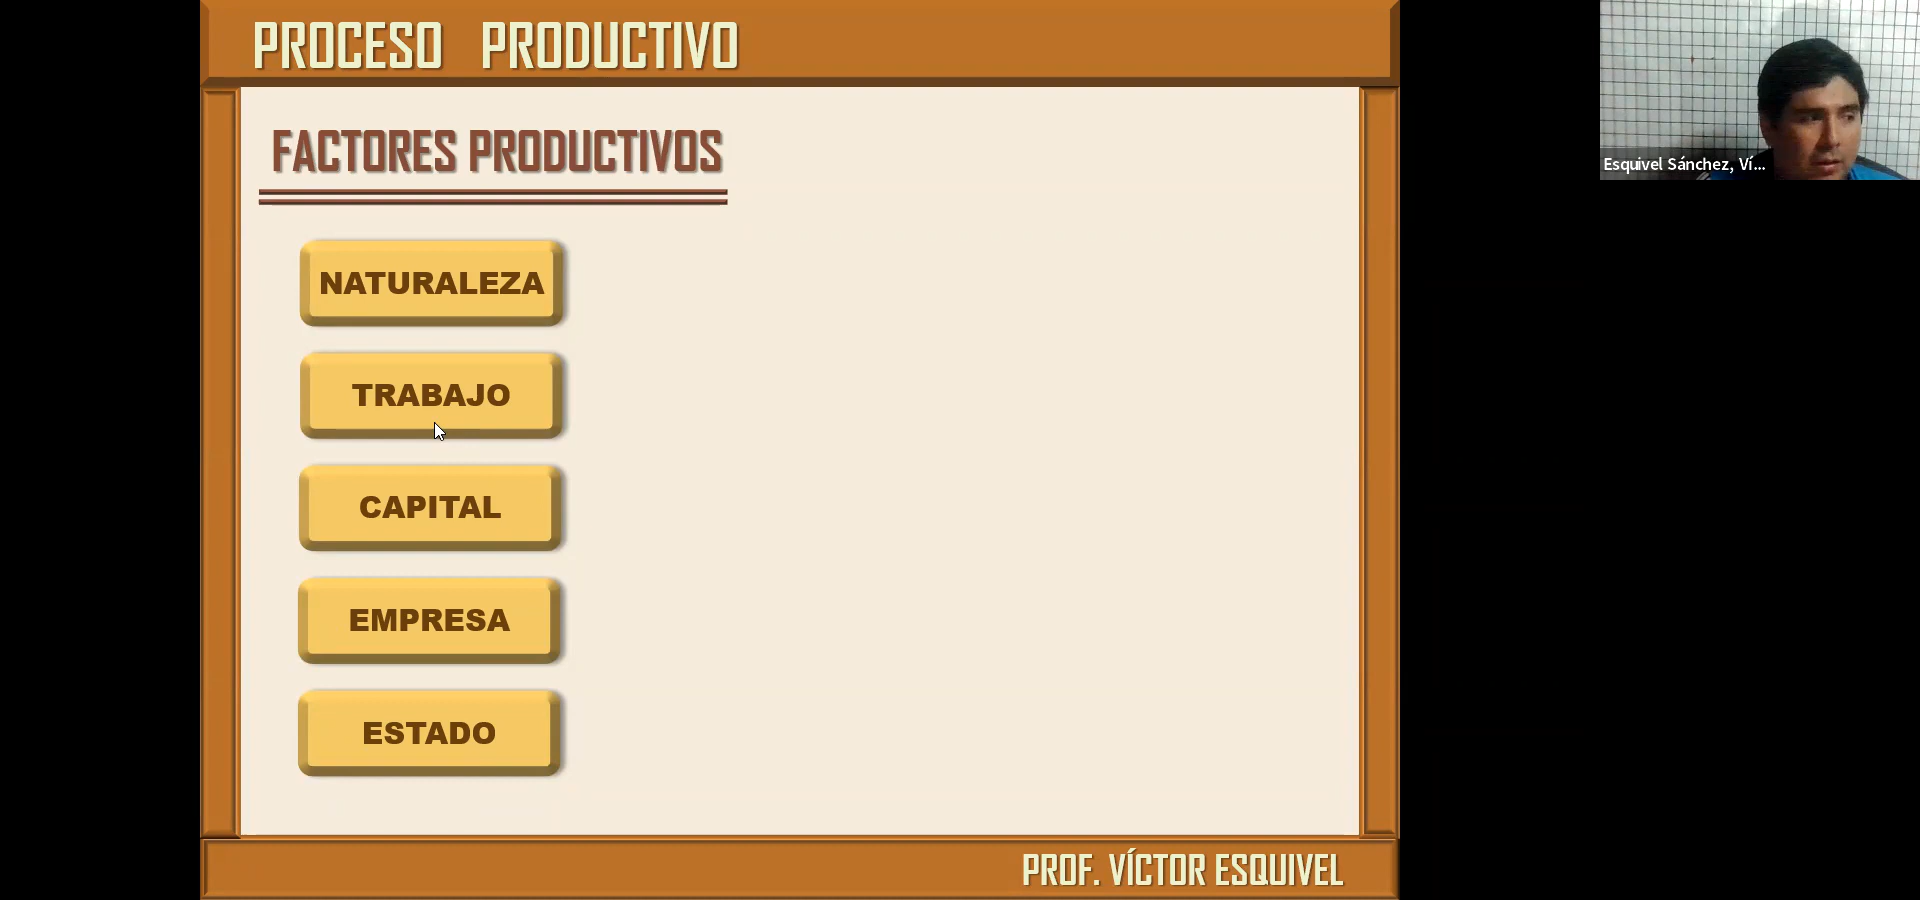 PROCESO PRODUCTIVO
FACTORES PRODUCTIVOS
NATURALEZA
TRABAJO
CAPITAL
EMPRESA
ESTADO
PROF. VÍCTOR ESQUIVEL
Esquivel Sánchez, Ví...